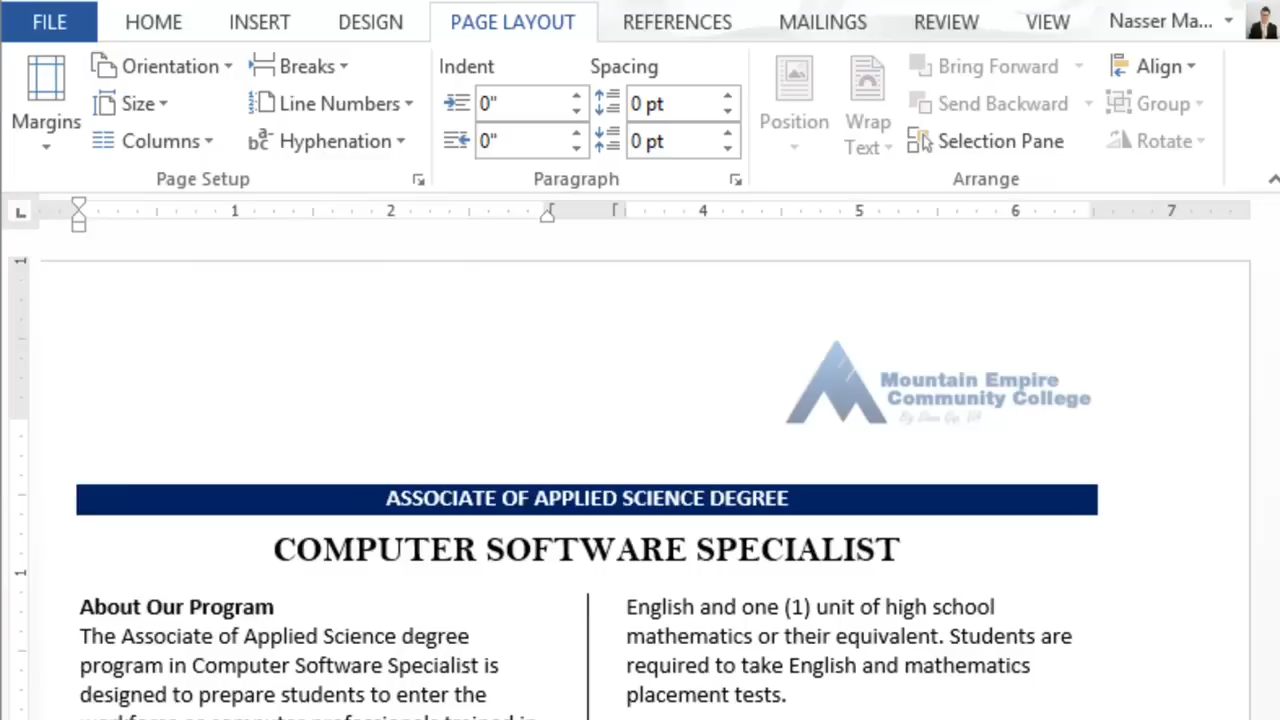 FILE HOME INSERT DESIGN PAGE LAYOUT REFERENCES MAILINGS REVIEW VIEW Nasser Ma...
Orientation Breaks Indent Spacing Bring Forward Align
Margins Size Line Numbers 0" 0 pt Position Wrap Text Send Backward Group
Columns Hyphenation 0" 0 pt Selection Pane Rotate
Page Setup Paragraph Arrange
1 2 4 5 6 7
1
Mountain Empire
Community College
ASSOCIATE OF APPLIED SCIENCE DEGREE
COMPUTER SOFTWARE SPECIALIST
1
About Our Program
The Associate of Applied Science degree
program in Computer Software Specialist is
designed to prepare students to enter the
English and one (1) unit of high school
mathematics or their equivalent. Students are
required to take English and mathematics
placement tests.